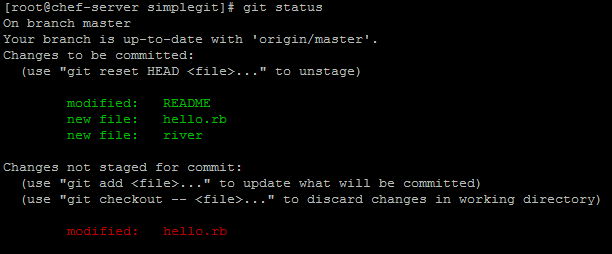 [root@chef-server simplegit]# git status
On branch master
Your branch is up-to-date with 'origin/master'.
Changes to be committed:
  (use "git reset HEAD <file>..." to unstage)
        modified:   README
        new file:   hello.rb
        new file:   river
Changes not staged for commit:
  (use "git add <file>..." to update what will be committed)
  (use "git checkout -- <file>..." to discard changes in working directory)
        modified:   hello.rb